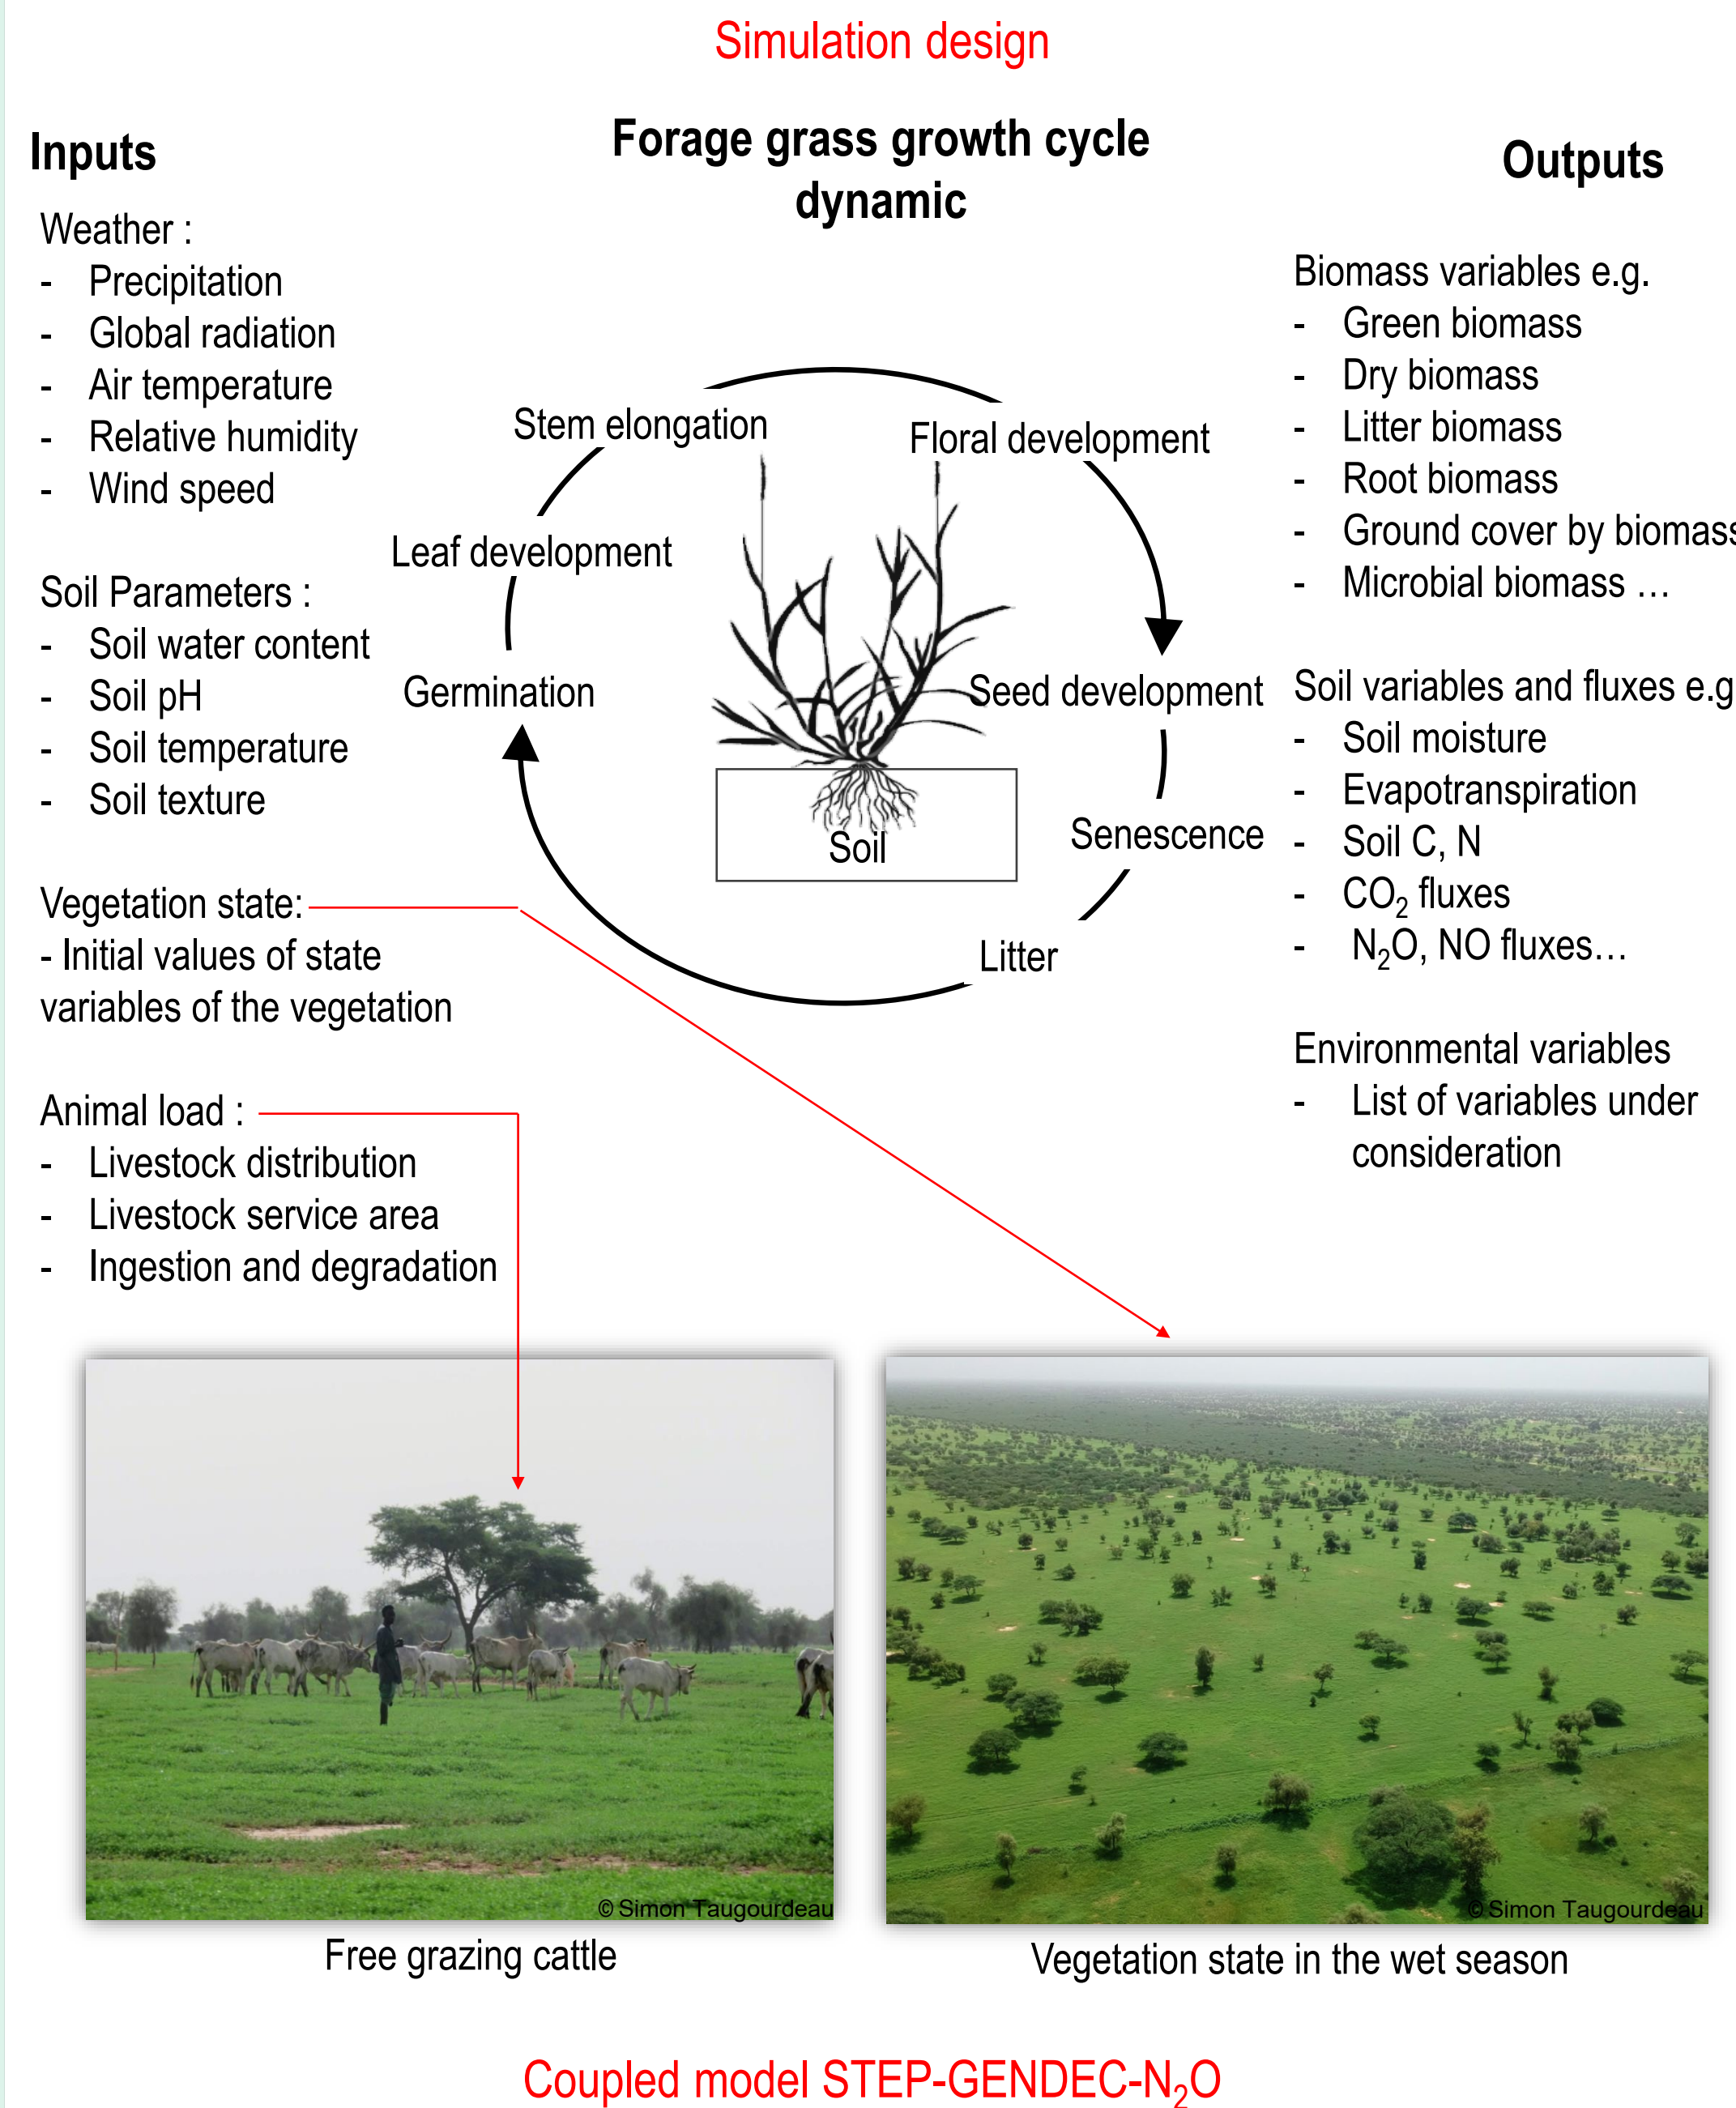 Simulation design
Inputs
Forage grass growth cycle
dynamic
Outputs
Weather :
- Precipitation
- Global radiation
- Air temperature
- Relative humidity
- Wind speed
Soil Parameters :
- Soil water content
- Soil pH
- Soil temperature
- Soil texture
Vegetation state:
- Initial values of state
variables of the vegetation
Animal load :
- Livestock distribution
- Livestock service area
- Ingestion and degradation
Stem elongation
Floral development
Leaf development
Germination
Seed development
Soil
Senescence
Litter
Biomass variables e.g.
- Green biomass
- Dry biomass
- Litter biomass
- Root biomass
- Ground cover by biomass
- Microbial biomass …
Soil variables and fluxes e.g
- Soil moisture
- Evapotranspiration
- Soil C, N
- CO₂ fluxes
- N₂O, NO fluxes…
Environmental variables
- List of variables under
consideration
© Simon Taugourdeau
© Simon Taugourdeau
Free grazing cattle
Vegetation state in the wet season
Coupled model STEP-GENDEC-N₂O